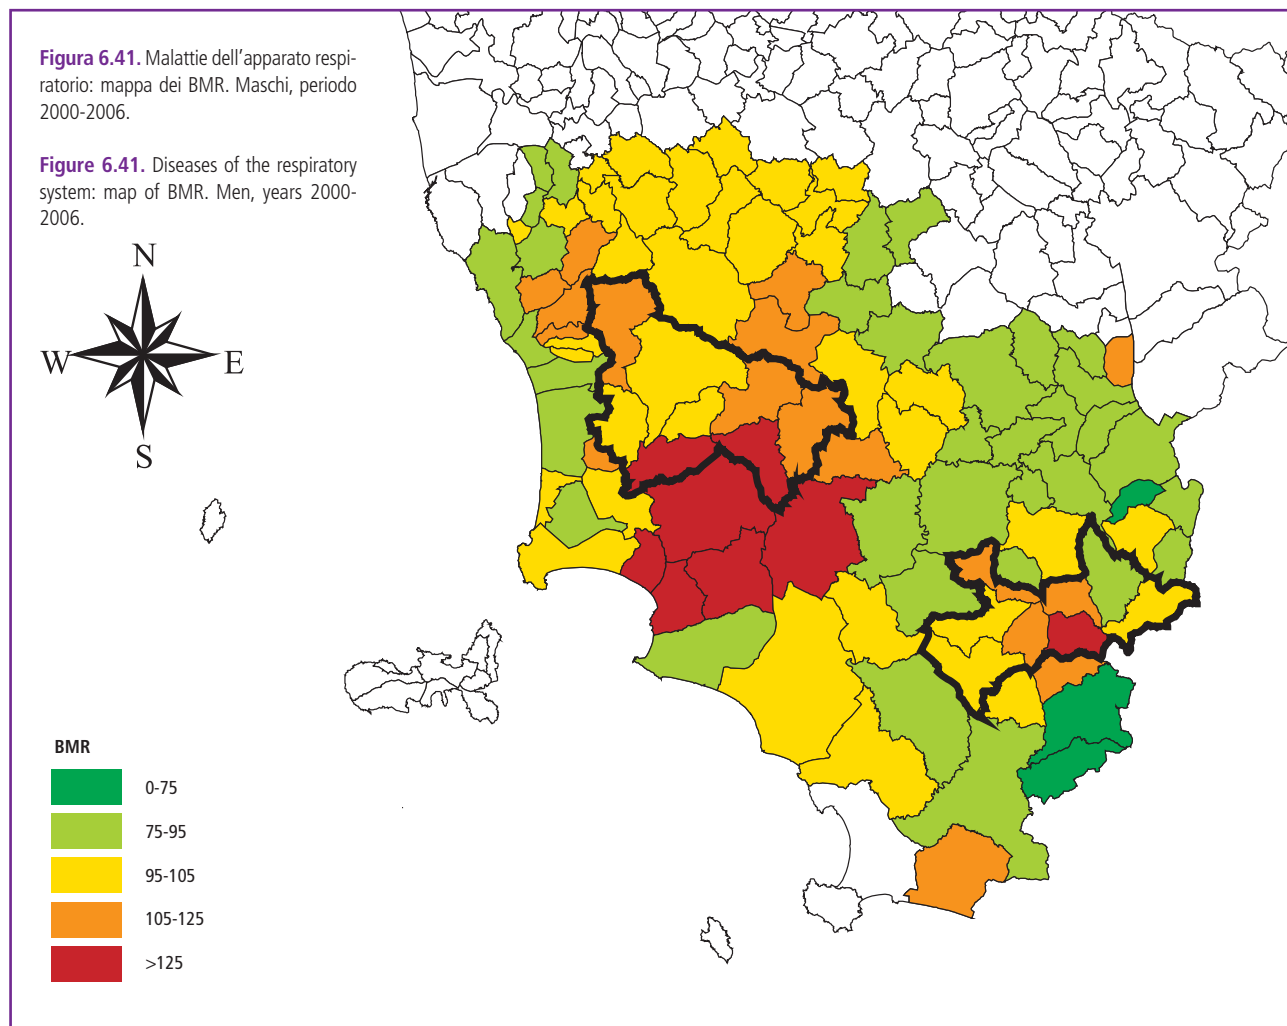 Figura 6.41. Malattie dell'apparato respi-
ratorio: mappa dei BMR. Maschi, periodo
2000-2006.
Figure 6.41. Diseases of the respiratory
system: map of BMR. Men, years 2000-
2006.
N
W E
S
BMR
0-75
75-95
95-105
105-125
>125